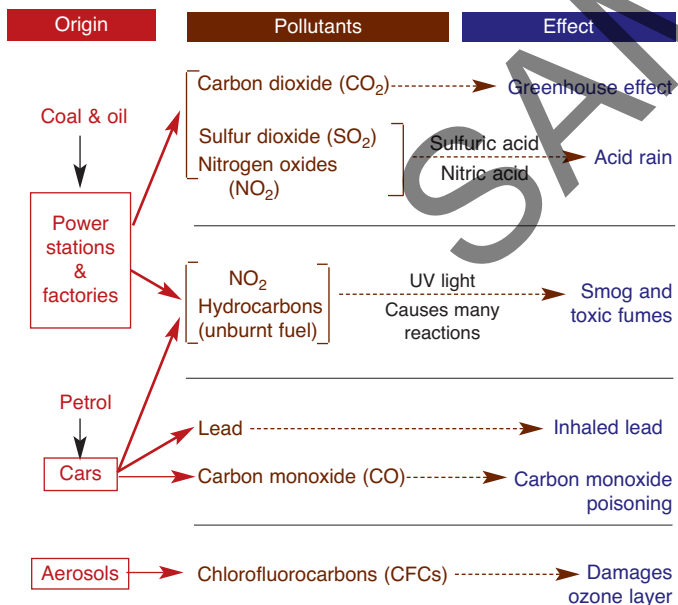 Origin
Pollutants
Effect
Coal & oil
Power
stations
&
factories
Carbon dioxide (CO₂)
Greenhouse effect
Sulfur dioxide (SO₂)
Nitrogen oxides
(NO₂)
Sulfuric acid
Nitric acid
Acid rain
NO₂
Hydrocarbons
(unburnt fuel)
UV light
Causes many
reactions
Smog and
toxic fumes
Petrol
Cars
Lead
Inhaled lead
Carbon monoxide (CO)
Carbon monoxide
poisoning
Aerosols
Chlorofluorocarbons (CFCs)
Damages
ozone layer